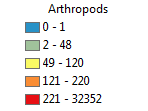 Arthropods
0 - 1
2 - 48
49 - 120
121 - 220
221 - 32352